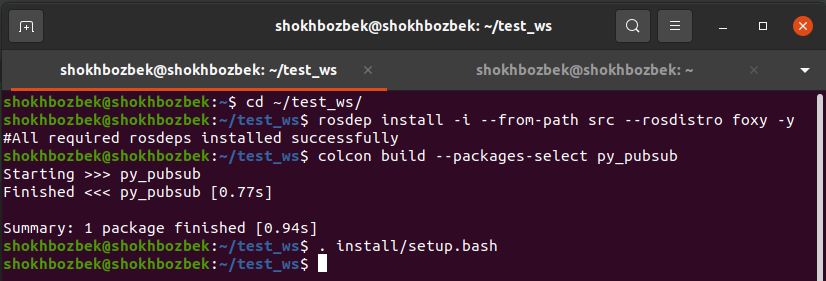 shokhbozbek@shokhbozbek: ~/test_ws
shokhbozbek@shokhbozbek: ~/test_ws
shokhbozbek@shokhbozbek: ~
shokhbozbek@shokhbozbek:~$ cd ~/test_ws/
shokhbozbek@shokhbozbek:~/test_ws$ rosdep install -i --from-path src --rosdistro foxy -y
#All required rosdeps installed successfully
shokhbozbek@shokhbozbek:~/test_ws$ colcon build --packages-select py_pubsub
Starting >>> py_pubsub
Finished <<< py_pubsub [0.77s]

Summary: 1 package finished [0.94s]
shokhbozbek@shokhbozbek:~/test_ws$ . install/setup.bash
shokhbozbek@shokhbozbek:~/test_ws$